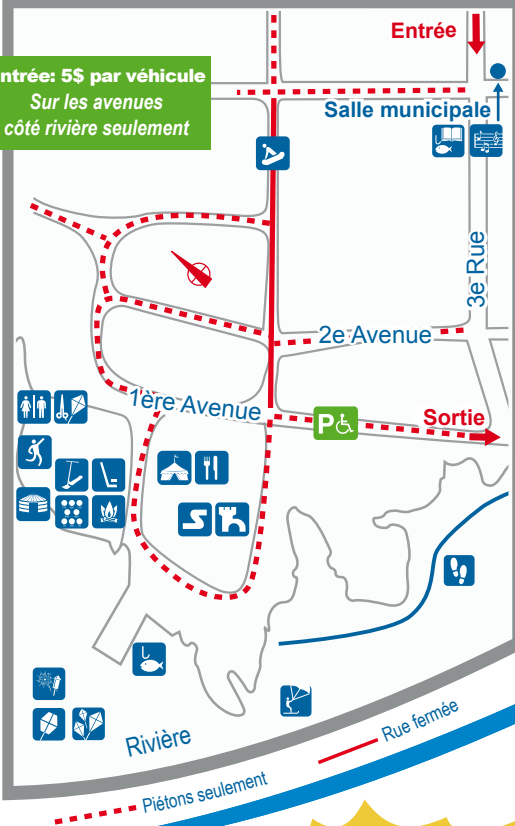 Entrée
ntrée: 5$ par véhicule
Sur les avenues
côté rivière seulement
Salle municipale
3e Rue
2e Avenue
1ère Avenue
P
Sortie
Rivière
Rue fermée
Piétons seulement